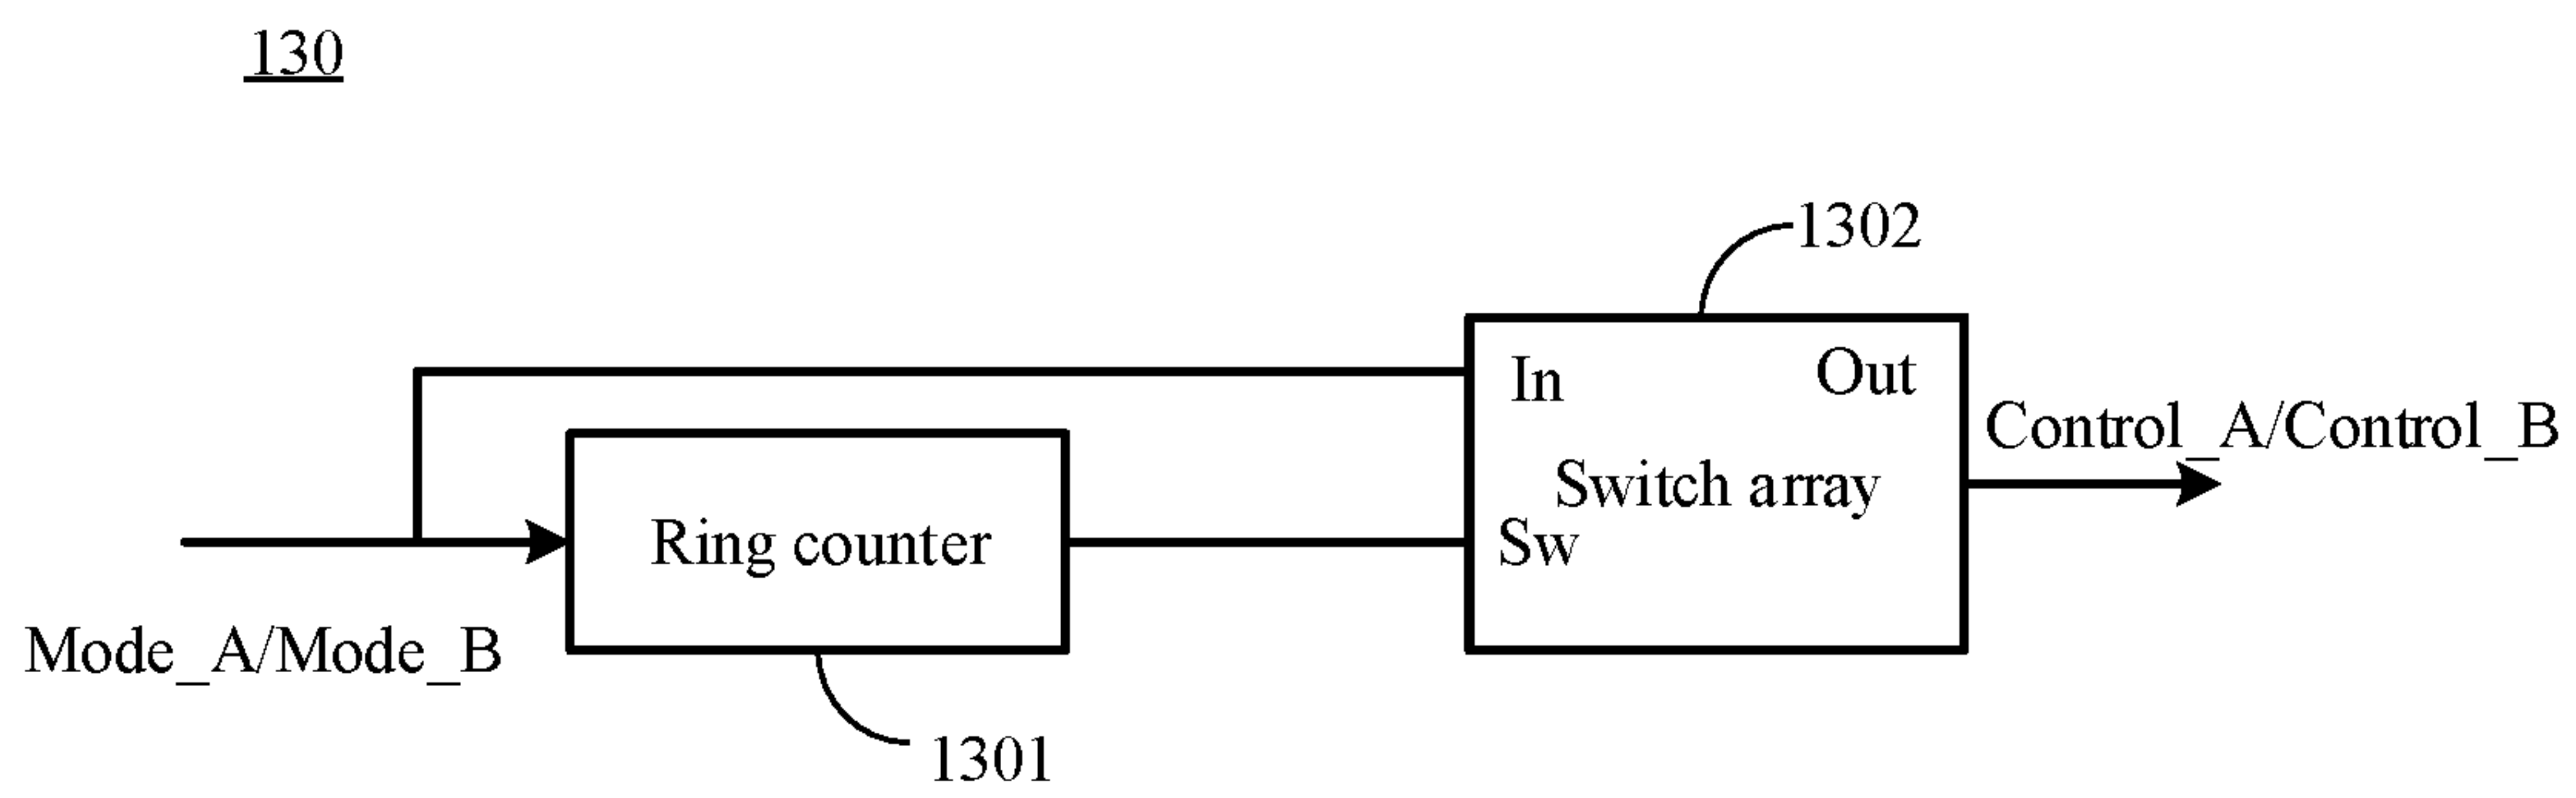 130
1302
In
Out
Control_A/Control_B
Switch array
Ring counter
Sw
Mode_A/Mode_B
1301